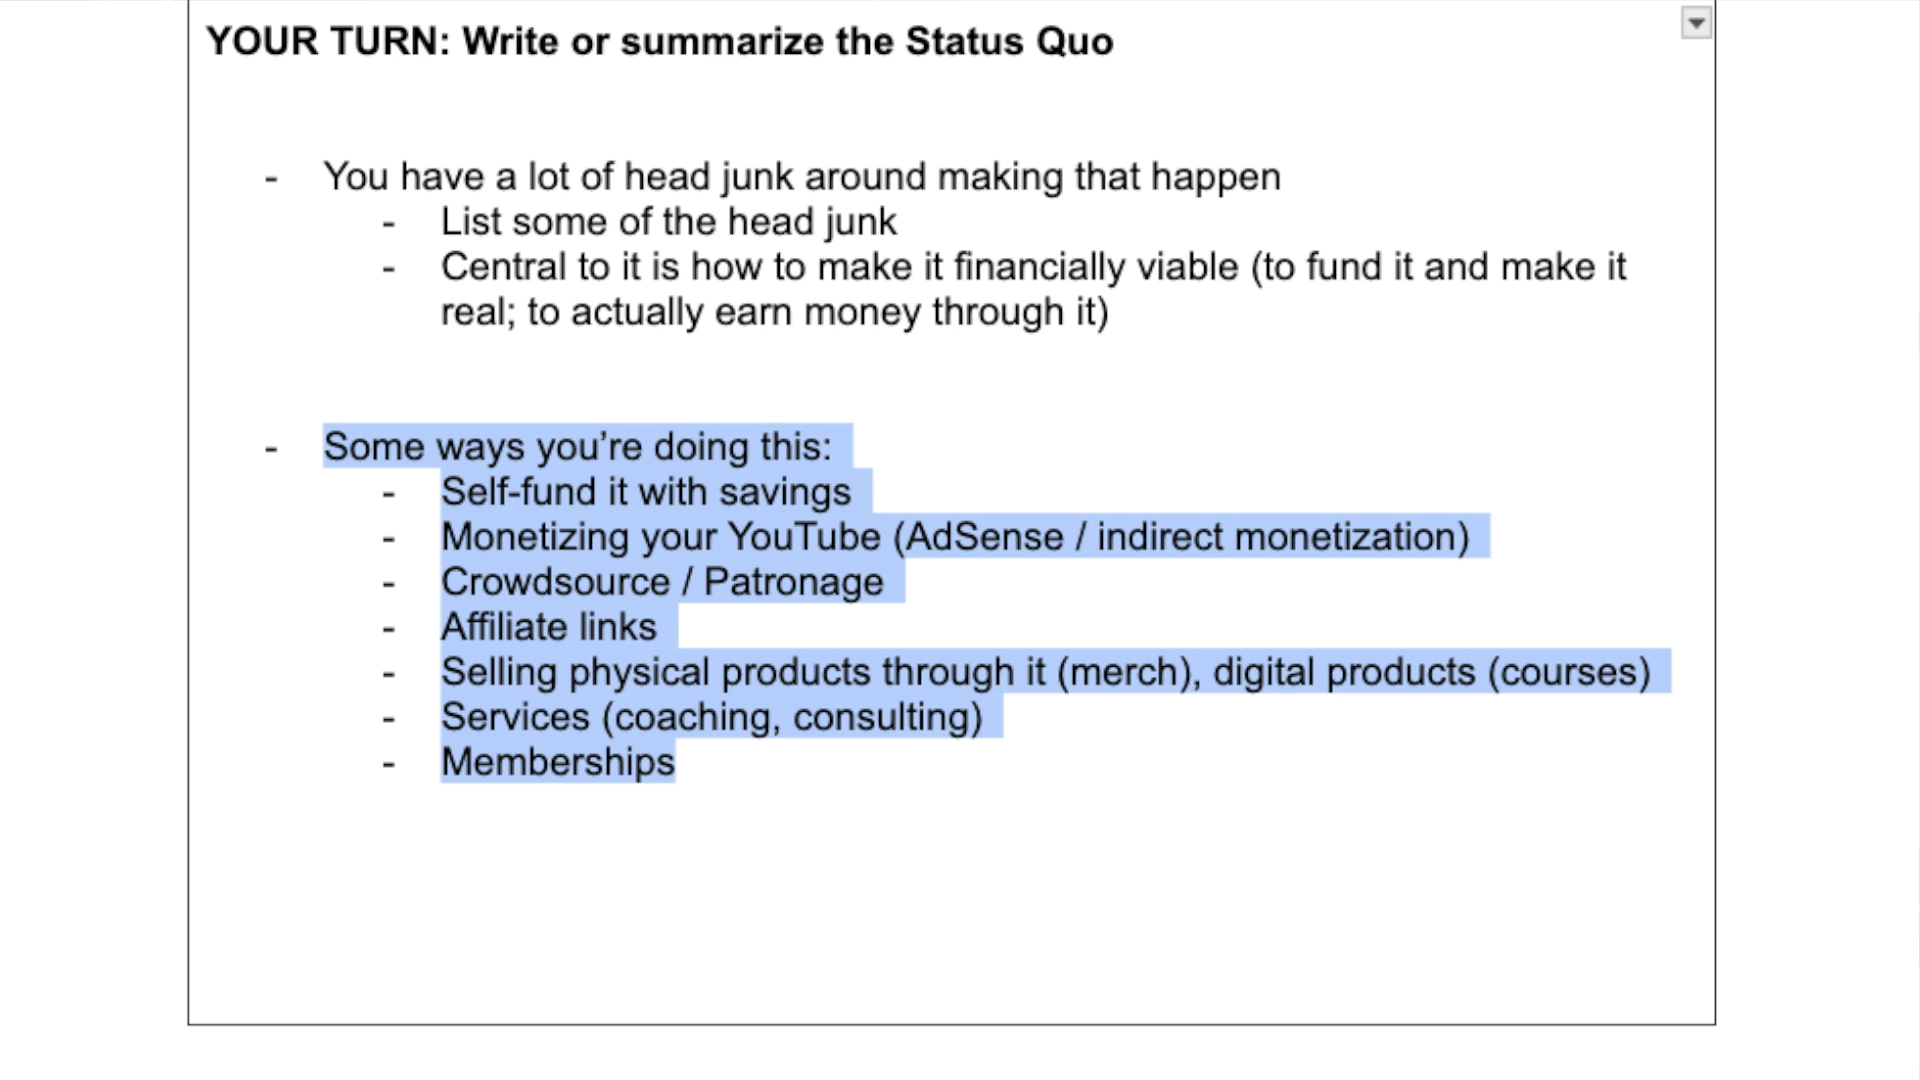 YOUR TURN: Write or summarize the Status Quo
- You have a lot of head junk around making that happen
- List some of the head junk
- Central to it is how to make it financially viable (to fund it and make it
real; to actually earn money through it)
- Some ways you’re doing this:
- Self-fund it with savings
- Monetizing your YouTube (AdSense / indirect monetization)
- Crowdsource / Patronage
- Affiliate links
- Selling physical products through it (merch), digital products (courses)
- Services (coaching, consulting)
- Memberships